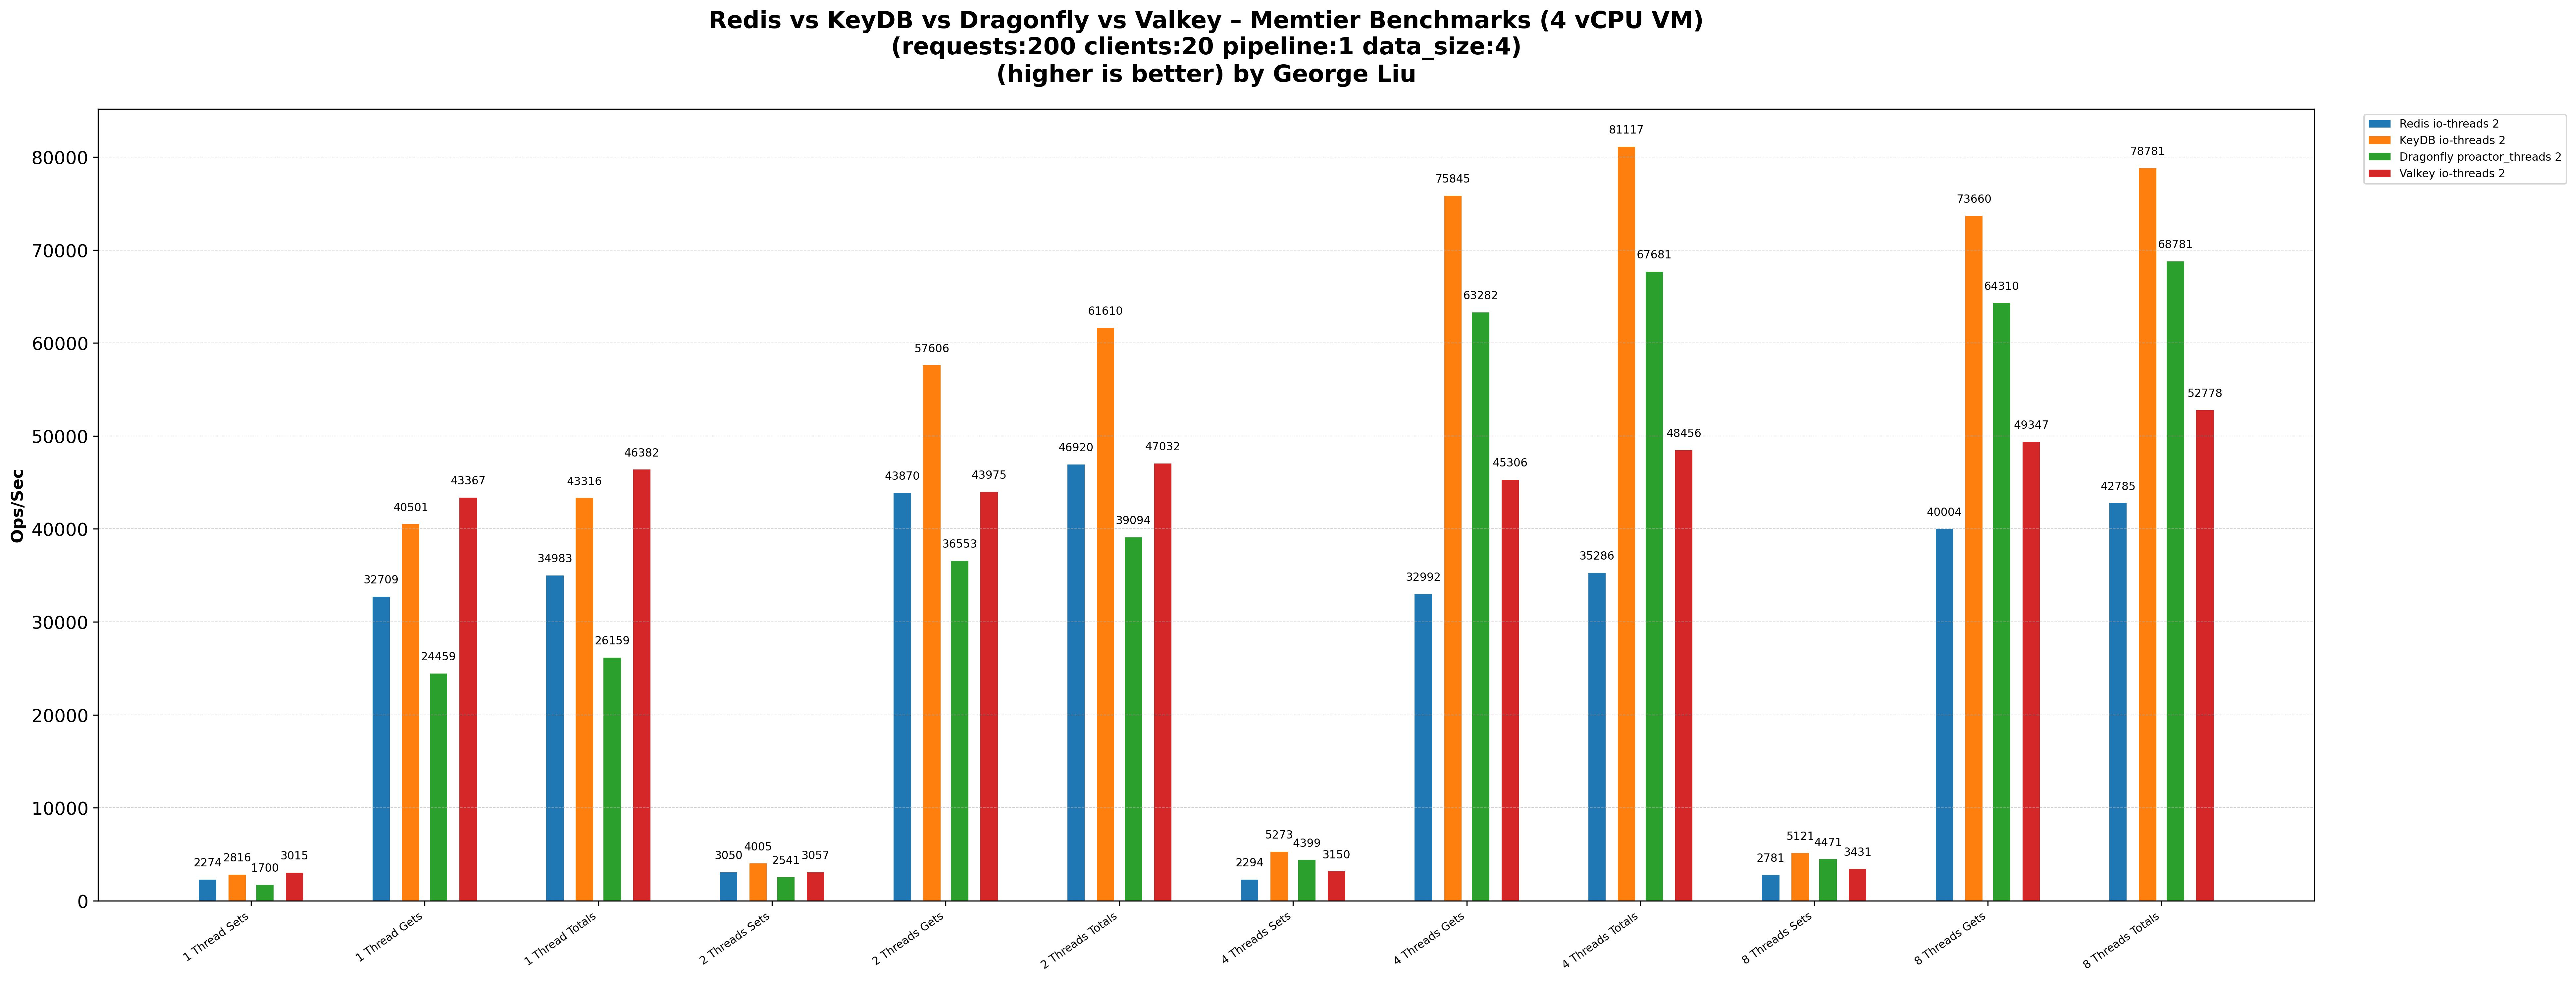 Redis vs KeyDB vs Dragonfly vs Valkey – Memtier Benchmarks (4 vCPU VM)
(requests:200 clients:20 pipeline:1 data_size:4)
(higher is better) by George Liu
Redis io-threads 2
KeyDB io-threads 2
Dragonfly proactor_threads 2
Valkey io-threads 2
Ops/Sec
80000
70000
60000
50000
40000
30000
20000
10000
0
2274 2816 1700 3015
32709 40501 24459 43367
34983 43316 26159 46382
3050 4005 2541 3057
43870 57606 36553 43975
46920 61610 39094 47032
2294 5273 4399 3150
32992 75845 63282 45306
35286 81117 67681 48456
2781 5121 4471 3431
40004 73660 64310 49347
42785 78781 68781 52778
1 Thread Sets
1 Thread Gets
1 Thread Totals
2 Threads Sets
2 Threads Gets
2 Threads Totals
4 Threads Sets
4 Threads Gets
4 Threads Totals
8 Threads Sets
8 Threads Gets
8 Threads Totals